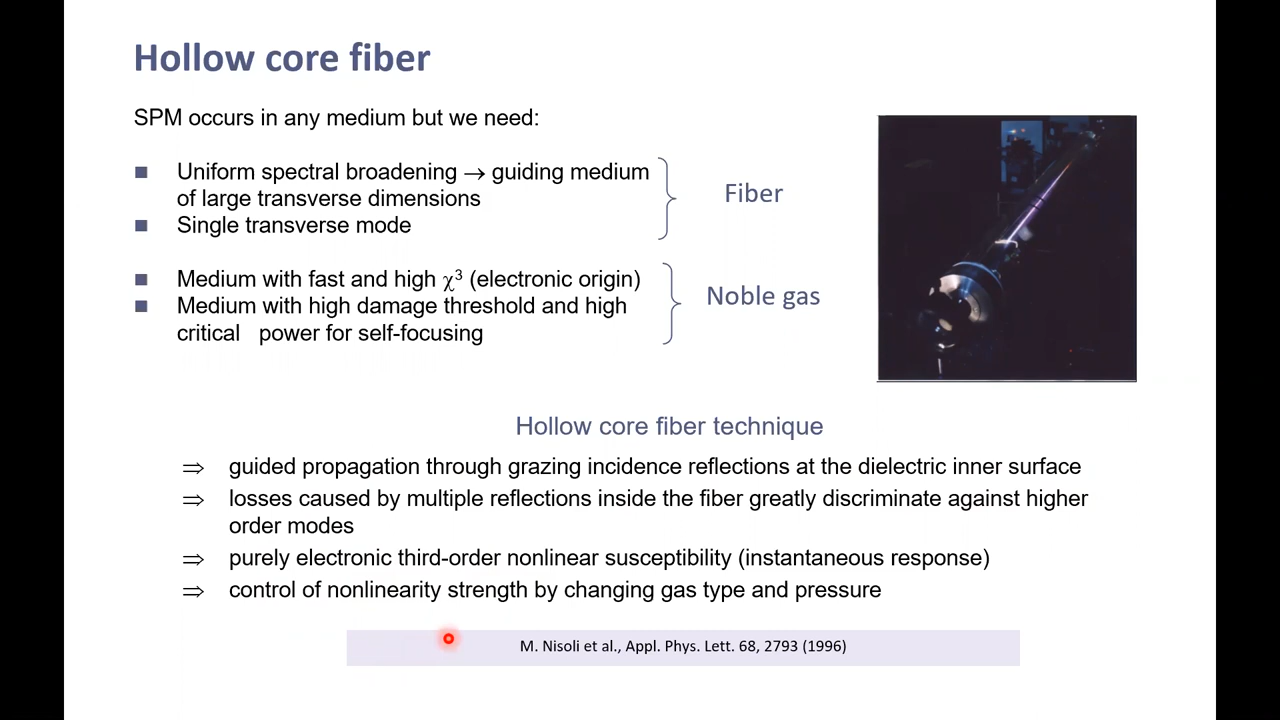 Hollow core fiber
SPM occurs in any medium but we need:
■ Uniform spectral broadening → guiding medium
of large transverse dimensions
■ Single transverse mode
Fiber
■ Medium with fast and high χ³ (electronic origin)
■ Medium with high damage threshold and high
critical power for self-focusing
Noble gas
Hollow core fiber technique
⇒ guided propagation through grazing incidence reflections at the dielectric inner surface
⇒ losses caused by multiple reflections inside the fiber greatly discriminate against higher
order modes
⇒ purely electronic third-order nonlinear susceptibility (instantaneous response)
⇒ control of nonlinearity strength by changing gas type and pressure
M. Nisoli et al., Appl. Phys. Lett. 68, 2793 (1996)